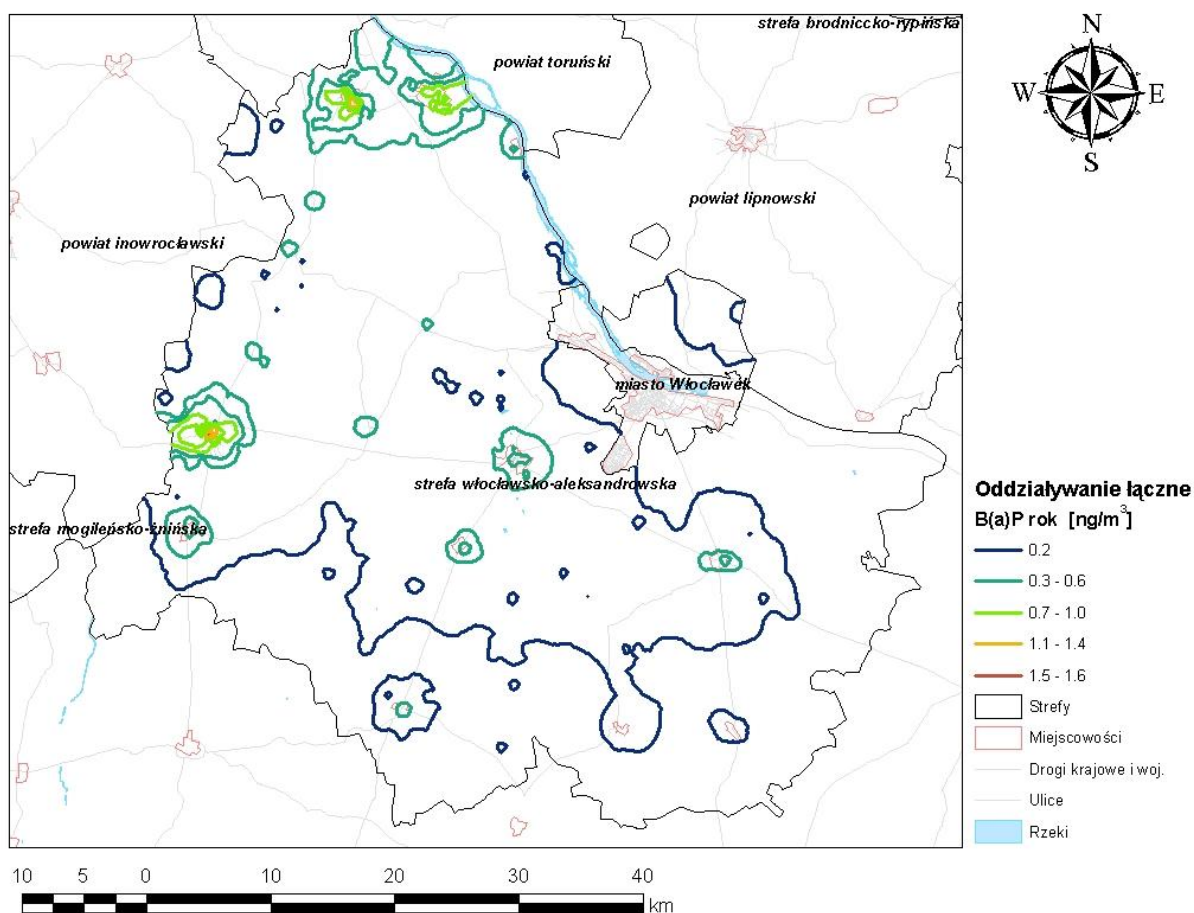 strefa brodniccko-rypińska
powiat toruński
N
W
E
S
powiat lipnowski
powiat inowrocławski
miasto Włocławek
strefa włocławsko-aleksandrowska
strefa mogileńsko-żnińska
Oddziaływanie łączne
B(a)P rok [ng/m³]
0.2
0.3 - 0.6
0.7 - 1.0
1.1 - 1.4
1.5 - 1.6
Strefy
Miejscowości
Drogi krajowe i woj.
Ulice
Rzeki
10 5 0 10 20 30 40
km